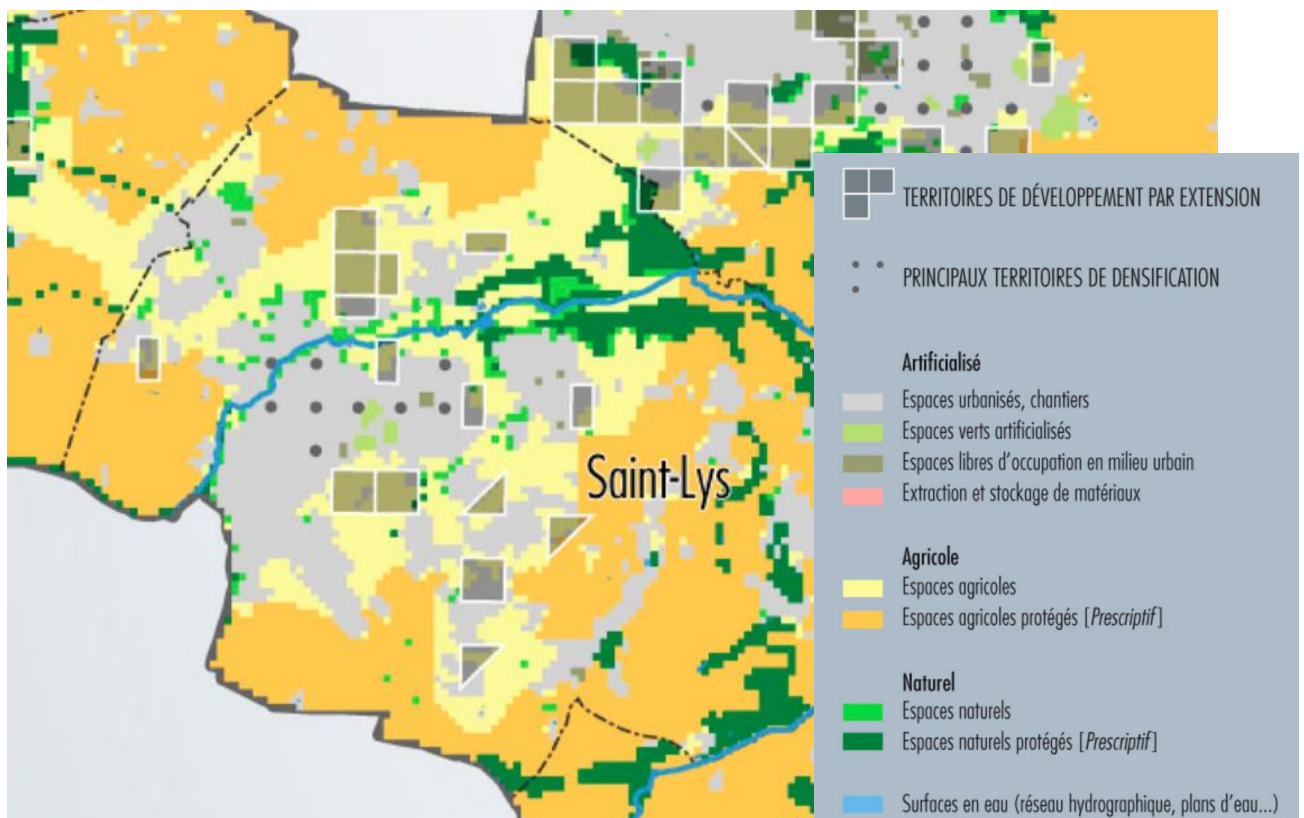 Saint-Lys
TERRITOIRES DE DÉVELOPPEMENT PAR EXTENSION
PRINCIPAUX TERRITOIRES DE DENSIFICATION
Artificialisé
Espaces urbanisés, chantiers
Espaces verts artificialisés
Espaces libres d’occupation en milieu urbain
Extraction et stockage de matériaux
Agricole
Espaces agricoles
Espaces agricoles protégés [Prescriptif]
Naturel
Espaces naturels
Espaces naturels protégés [Prescriptif]
Surfaces en eau (réseau hydrographique, plans d’eau...)